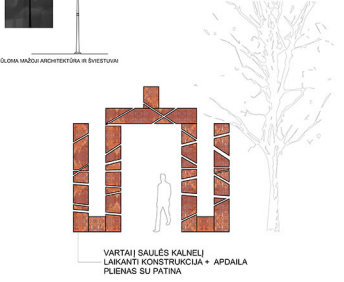 ŪLOMA MAŽOJI ARCHITEKTŪRA IR ŠVIESTUVAI
VARTAI Į SAULĖS KALNELĮ
LAIKANTI KONSTRUKCIJA + APDAILA
PLIENAS SU PATINA